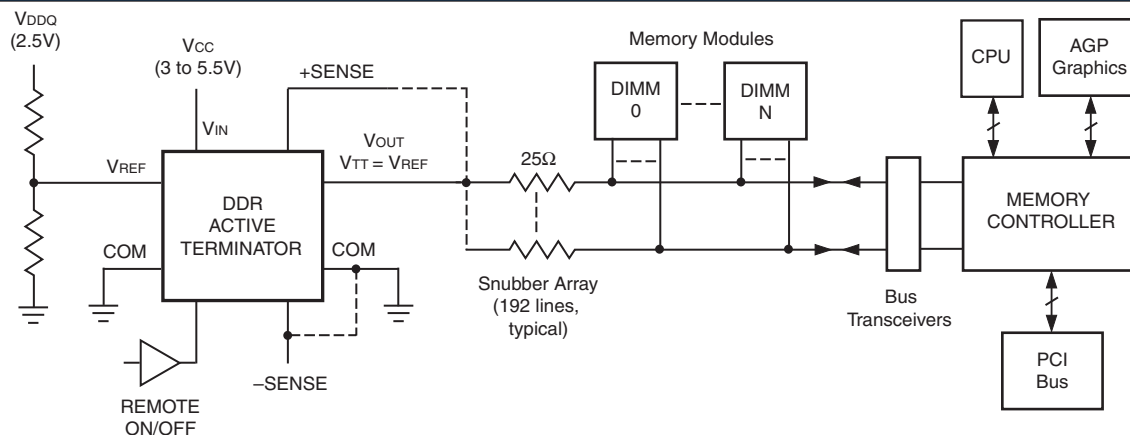 VDDQ
(2.5V)
VCC
(3 to 5.5V)
+SENSE
VIN
VREF
VOUT
VTT = VREF
DDR
ACTIVE
TERMINATOR
COM
COM
–SENSE
REMOTE
ON/OFF
25Ω
Snubber Array
(192 lines,
typical)
Memory Modules
DIMM
0
DIMM
N
Bus
Transceivers
CPU
AGP
Graphics
MEMORY
CONTROLLER
PCI
Bus